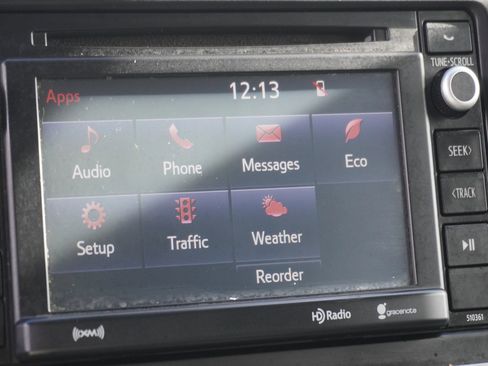 TUNE•SCROLL
Apps 12:13
Audio Phone Messages Eco
SEEK>
<TRACK
Setup Traffic Weather
Reorder
((XM)) HD Radio gracenote
510361